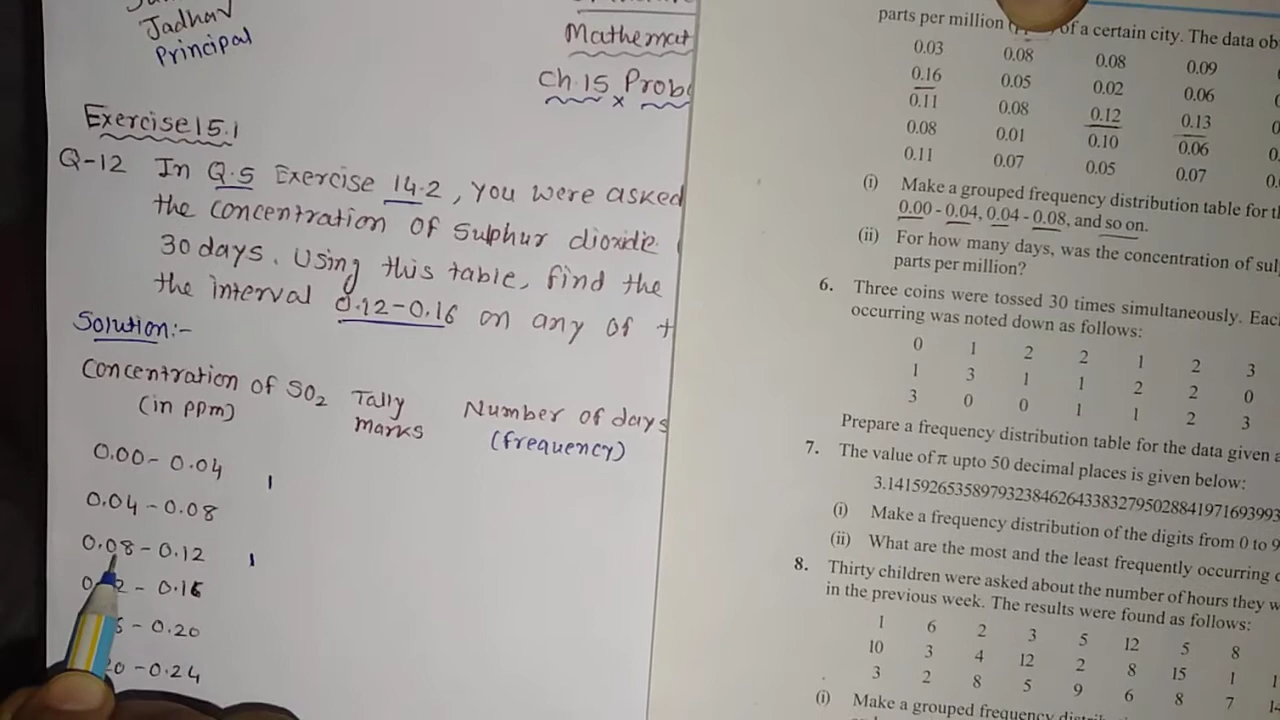 Jadhav
Principal
Mathemat
Ch.15 Prob
Exercise 15.1
Q-12 In Q.5 Exercise 14.2, you were asked
the concentration of sulphur dioxide
30 days. Using this table, find the
the interval 0.12-0.16 on any of
Solution:-
Concentration of SO2 Tally Number of days
(in ppm) marks (frequency)
0.00 - 0.04
0.04 - 0.08
0.08 - 0.12
- 0.16
- 0.20
- 0.24
parts per million of a certain city. The data
0.03 0.08 0.08 0.09
0.16 0.05 0.02 0.06
0.11 0.08 0.12 0.13
0.08 0.01 0.10 0.06
0.11 0.07 0.05 0.07
(i) Make a grouped frequency distribution table for
0.00 - 0.04, 0.04 - 0.08, and so on.
(ii) For how many days, was the concentration of
parts per million?
6. Three coins were tossed 30 times simultaneously.
occurring was noted down as follows:
0 1 2 2 1 2 3
1 3 1 1 2 2 0
3 0 0 1 1 2 3
Prepare a frequency distribution table for the data given
7. The value of π upto 50 decimal places is given below:
3.14159265358979323846264338327950288419716939993
(i) Make a frequency distribution of the digits from 0 to 9
(ii) What are the most and the least frequently occurring
8. Thirty children were asked about the number of hours they
in the previous week. The results were found as follows:
1 6 2 3 5 12 5 8
10 3 4 12 2 8 15 1
3 2 8 5 9 6 8 7
(i) Make a grouped frequency